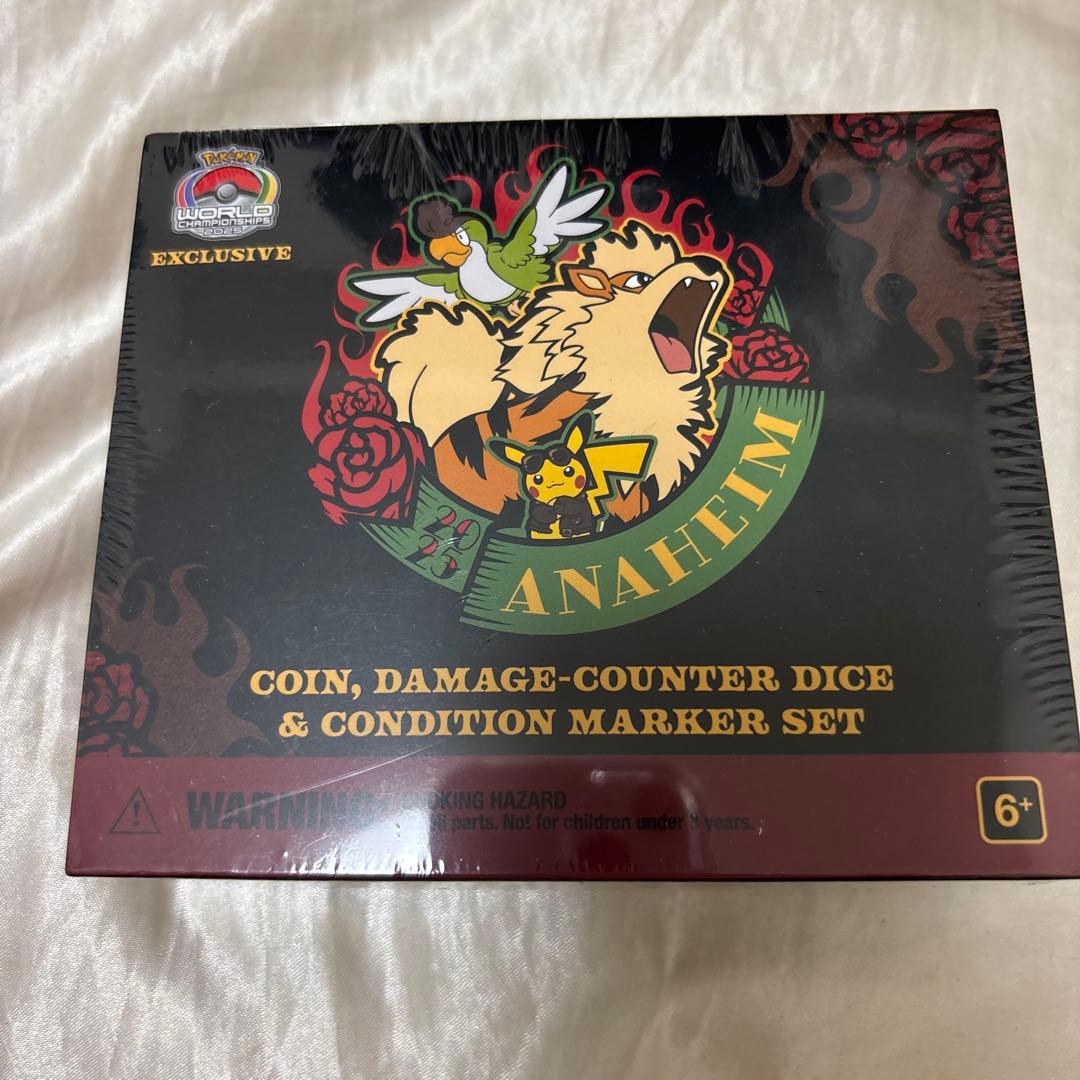 Pokémon
WORLD
CHAMPIONSHIPS
2025
EXCLUSIVE
2025
ANAHEIM
COIN, DAMAGE-COUNTER DICE
& CONDITION MARKER SET
WARNING: HAZARD
parts. Not for children under 3 years.
6+